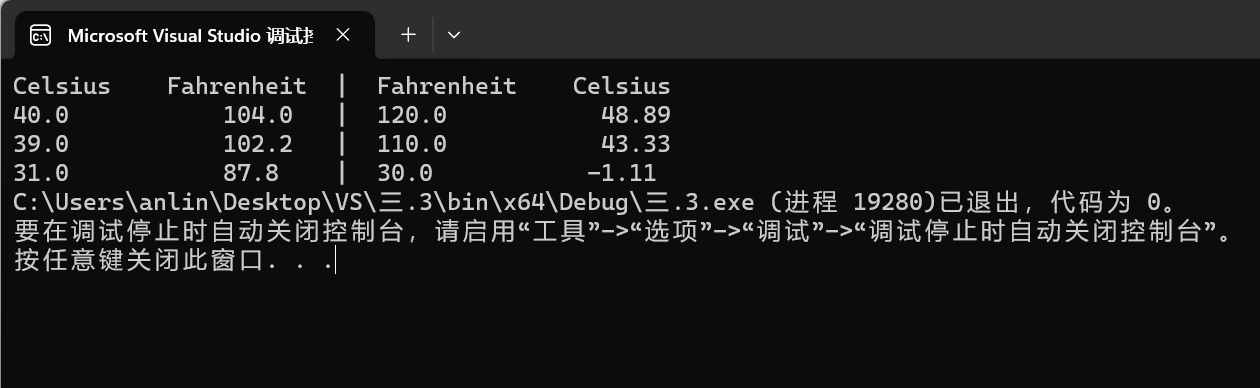 Microsoft Visual Studio 调试
Celsius    Fahrenheit  |  Fahrenheit    Celsius
40.0           104.0   |  120.0           48.89
39.0           102.2   |  110.0           43.33
31.0           87.8    |  30.0           -1.11
C:\Users\anlin\Desktop\VS\三.3\bin\x64\Debug\三.3.exe (进程 19280)已退出，代码为 0。
要在调试停止时自动关闭控制台，请启用“工具”->“选项”->“调试”->“调试停止时自动关闭控制台”。
按任意键关闭此窗口. . .